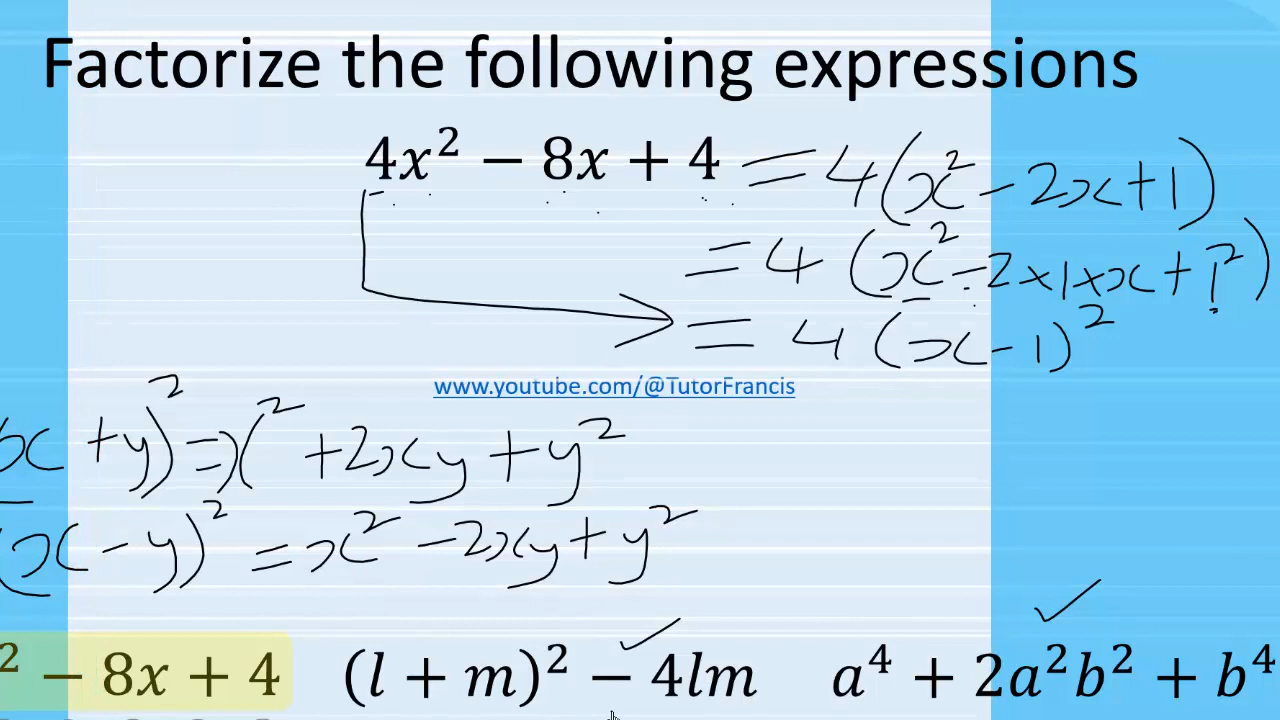 Factorize the following expressions
4x² − 8x + 4 = 4(x² − 2x + 1)
= 4(x² − 2×1×x + 1²)
= 4(x − 1)²
www.youtube.com/@TutorFrancis
x + y)² = x² + 2xy + y²
(x − y)² = x² − 2xy + y²
² − 8x + 4 (l + m)² − 4lm a⁴ + 2a²b² + b⁴